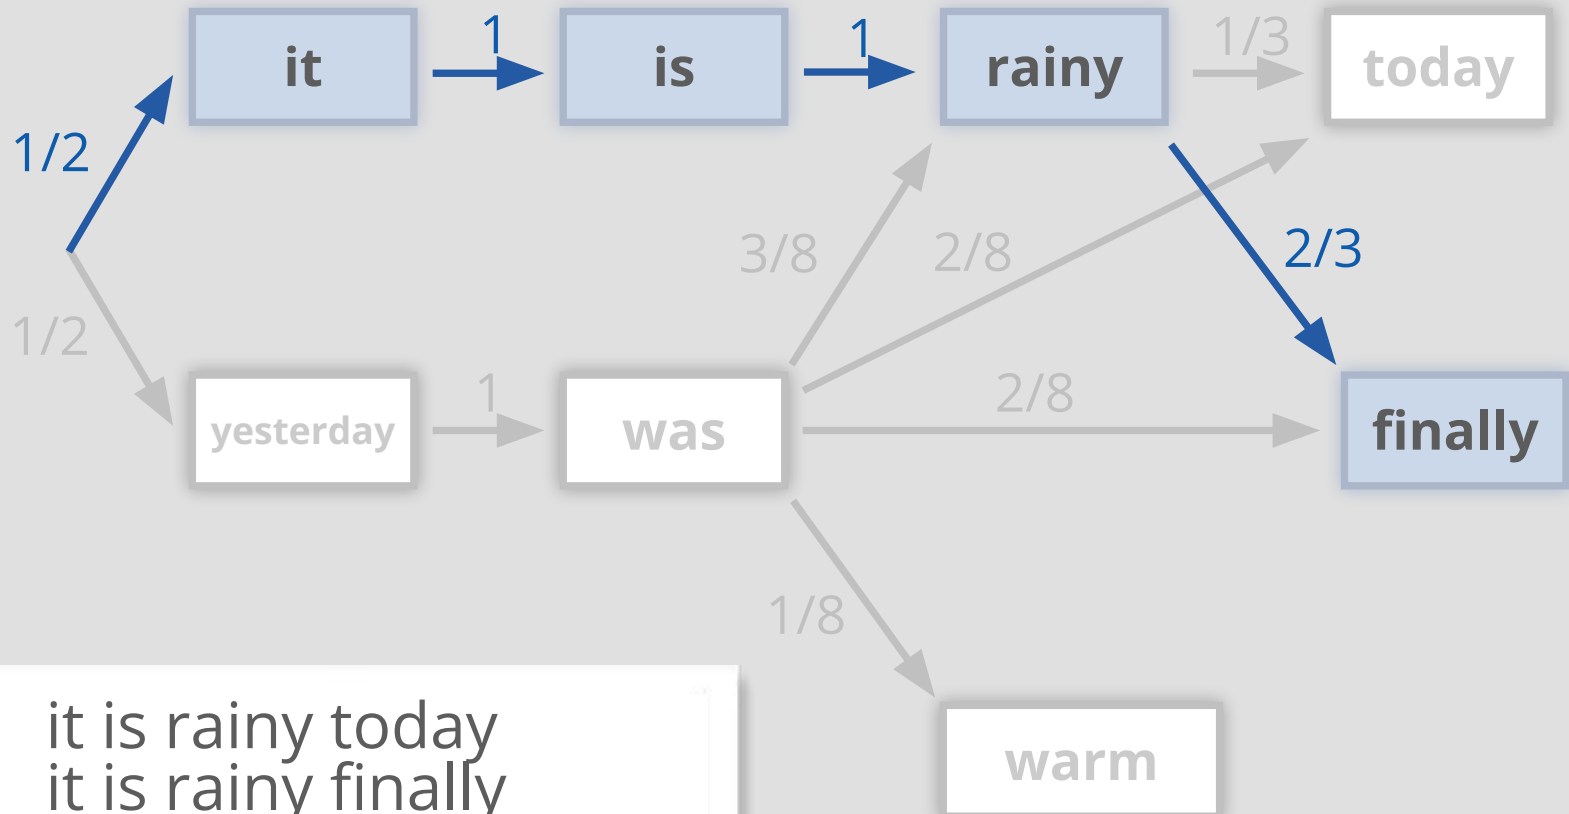 1 1 1/3
it is rainy today
1/2
3/8 2/8 2/3
1/2
1 2/8
yesterday was finally
1/8
it is rainy today
warm
it is rainy finally